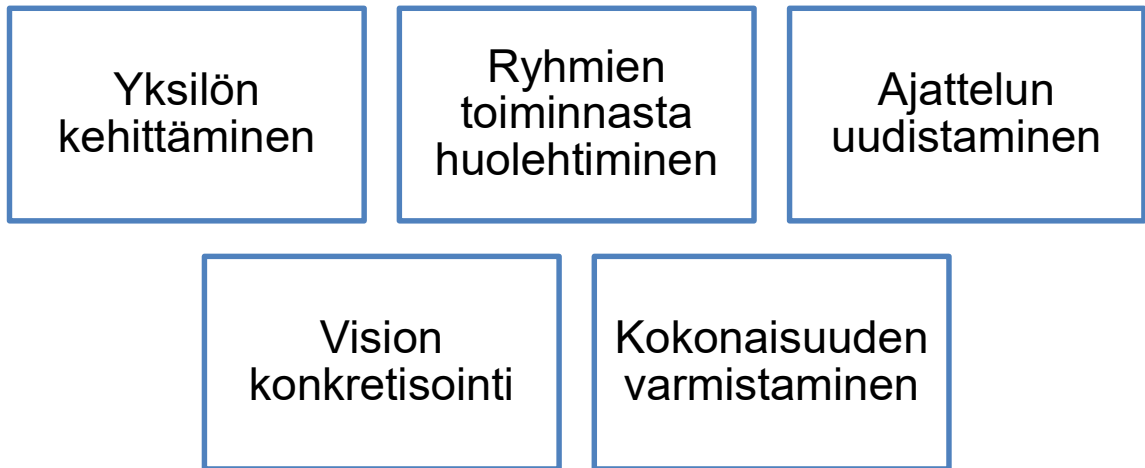 Yksilön
kehittäminen
Ryhmien
toiminnasta
huolehtiminen
Ajattelun
uudistaminen
Vision
konkretisointi
Kokonaisuuden
varmistaminen